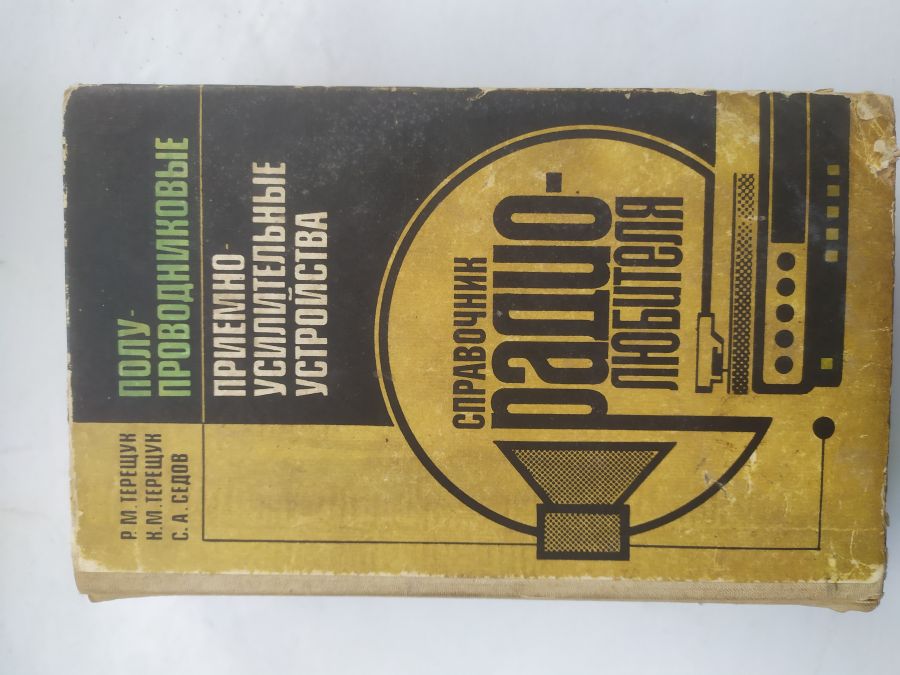 Р.М.ТЕРЕЩУК
К.М.ТЕРЕЩУК
С.А.СЕДОВ
ПОЛУ-
ПРОВОДНИКОВЫЕ
ПРИЕМНО-
УСИЛИТЕЛЬНЫЕ
УСТРОЙСТВА
СПРАВОЧНИК
РАДИО-
ЛЮБИТЕЛЯ